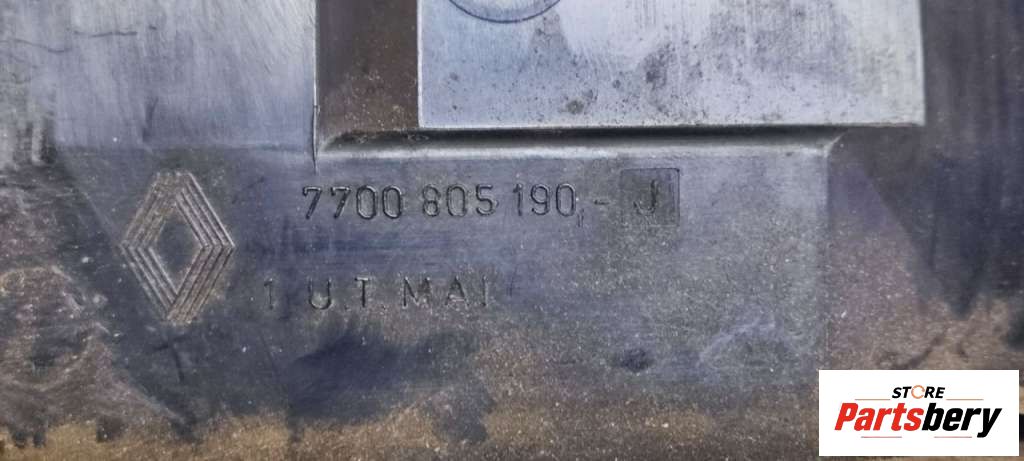 7700 805 190,- J
1 U.T. MAI
STORE
Partsbery